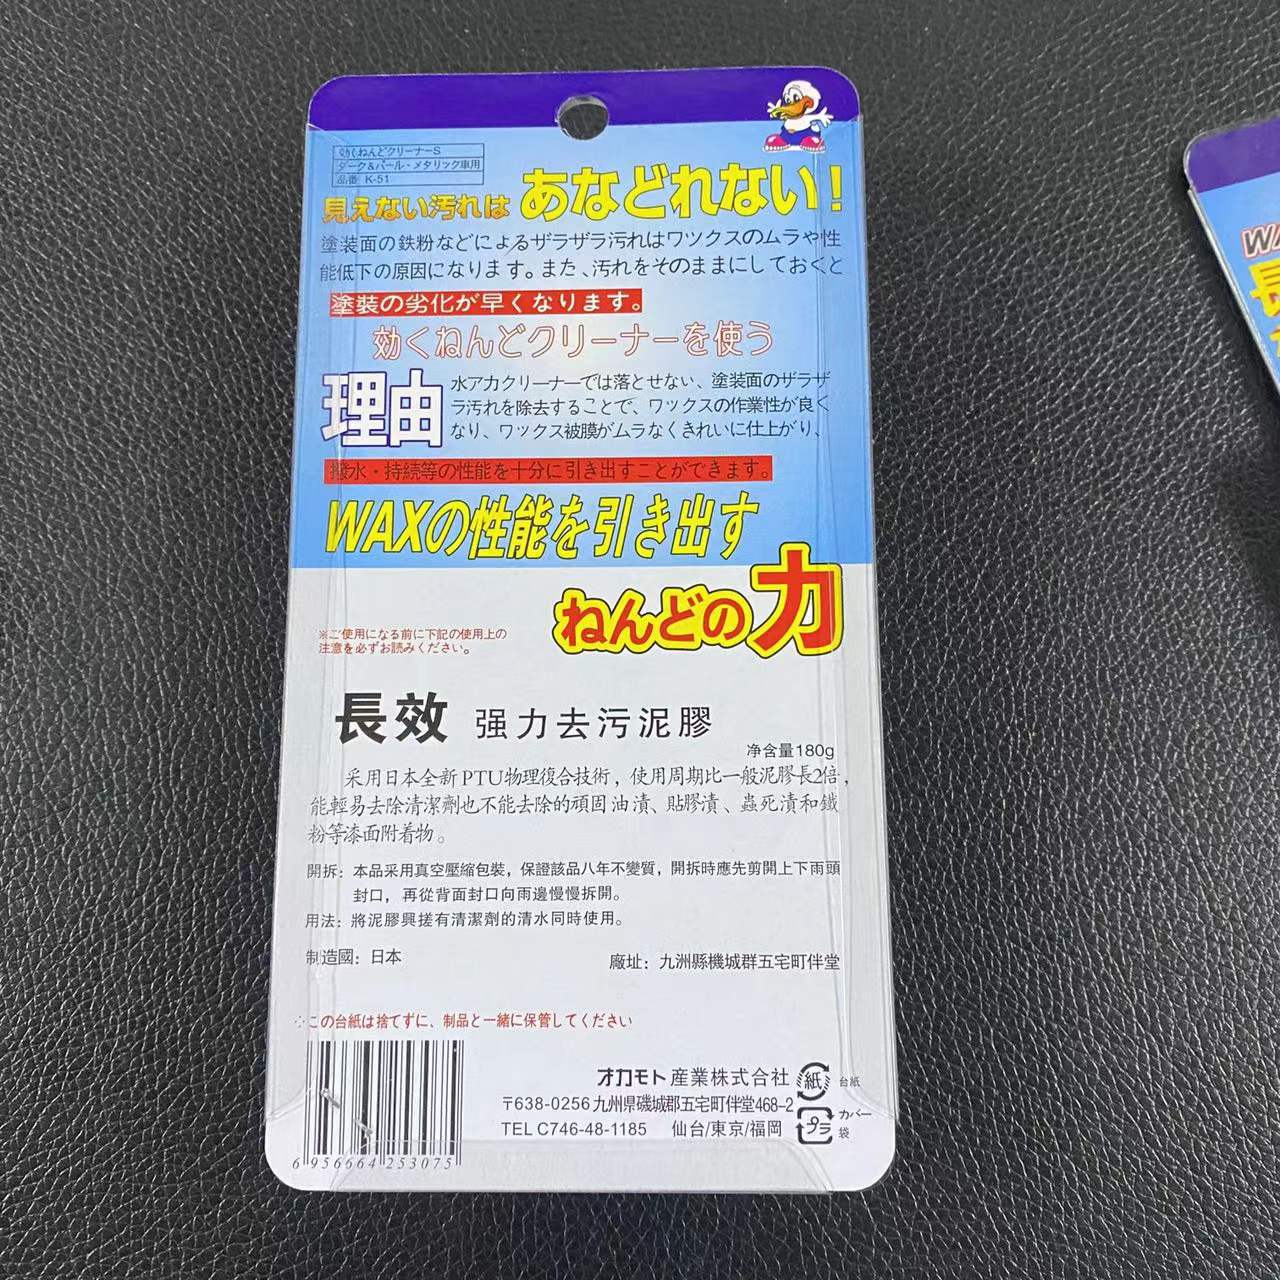 効くねんどクリーナーS
ダーク&パール・メタリック車用
品番 K-51
見えない汚れは あなどれない!
塗装面の鉄粉などによるザラザラ汚れはワツクスのムラや性
能低下の原因になります。また、汚れをそのままにしておくと
塗装の劣化が早くなります。
効くねんどクリーナーを使う
理由
水アカクリーナーでは落とせない、塗装面のザラザ
ラ汚れを除去することで、ワックスの作業性が良く
なり、ワックス被膜がムラなくきれいに仕上がり、
撥水・持続等の性能を十分に引き出すことができます。
WAXの性能を引き出す
ねんどの力
※ご使用になる前に下記の使用上の
注意を必ずお読みください。
長效 强力去污泥膠
净含量180g
采用日本全新PTU物理復合技術，使用周期比一般泥膠長2倍，
能輕易去除清潔劑也不能去除的頑固油漬、貼膠漬、蟲死漬和鐵
粉等漆面附着物。
開拆：本品采用真空壓縮包裝，保證該品八年不變質，開拆時應先剪開上下雨頭
封口，再從背面封口向雨邊慢慢拆開。
用法：將泥膠興搓有清潔劑的清水同時使用。
制造國：日本
廠址：九洲縣機城群五宅町伴堂
この台紙は捨てずに、制品と一緒に保管してください
オカモト産業株式会社
〒638-0256九州県磯城郡五宅町伴堂468-2
TEL C746-48-1185 仙台/東京/福岡
紙 台紙
プラ カバー
袋
6 956664 253075